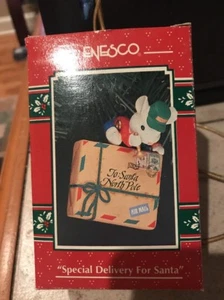 ENESCO
To Santa
North Pole
AIR MAIL
"Special Delivery For Santa"